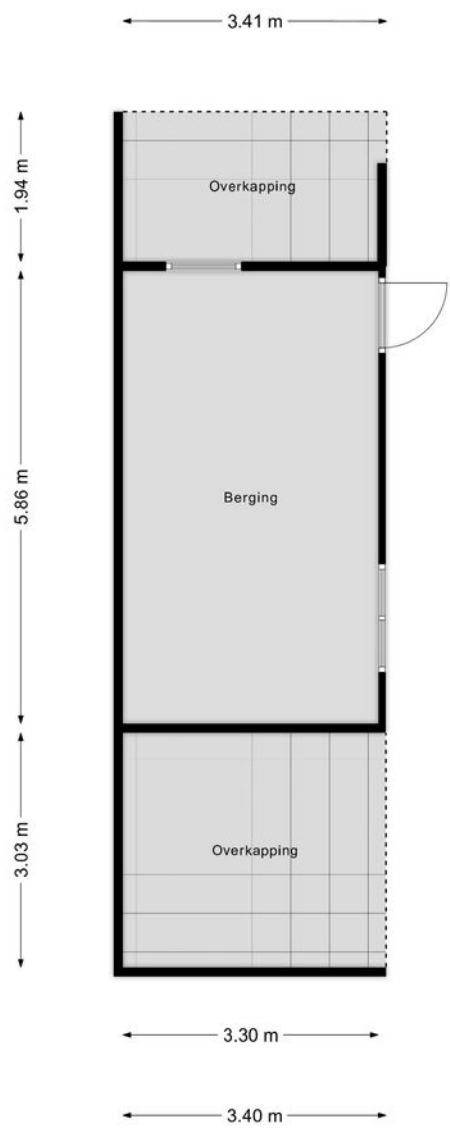 3.41 m
1.94 m
Overkapping
5.86 m
Berging
3.03 m
Overkapping
3.30 m
3.40 m